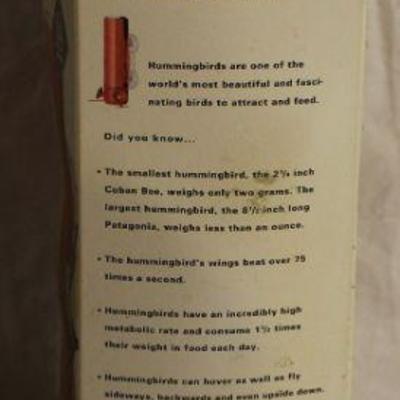 Hummingbirds are one of the
world's most beautiful and fasci-
nating birds to attract and feed.
Did you know...
• The smallest hummingbird, the 2¼ inch
Cuban Bee, weighs only two grams. The
largest hummingbird, the 8½ inch long
Patagonia, weighs less than an ounce.
• The hummingbird's wings beat over 75
times a second.
• Hummingbirds have an incredibly high
metabolic rate and consume 1½ times
their weight in food each day.
• Hummingbirds can hover as well as fly
sideways, backwards and even upside down.